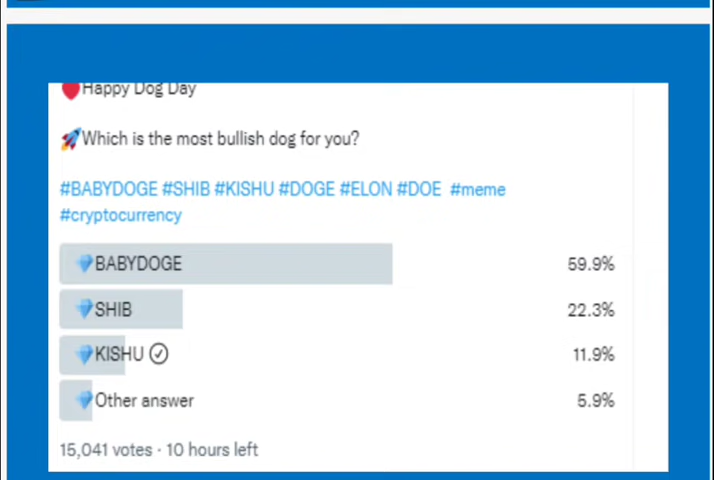 Happy Dog Day
Which is the most bullish dog for you?
#BABYDOGE #SHIB #KISHU #DOGE #ELON #DOE #meme
#cryptocurrency
BABYDOGE 59.9%
SHIB 22.3%
KISHU 11.9%
Other answer 5.9%
15,041 votes · 10 hours left